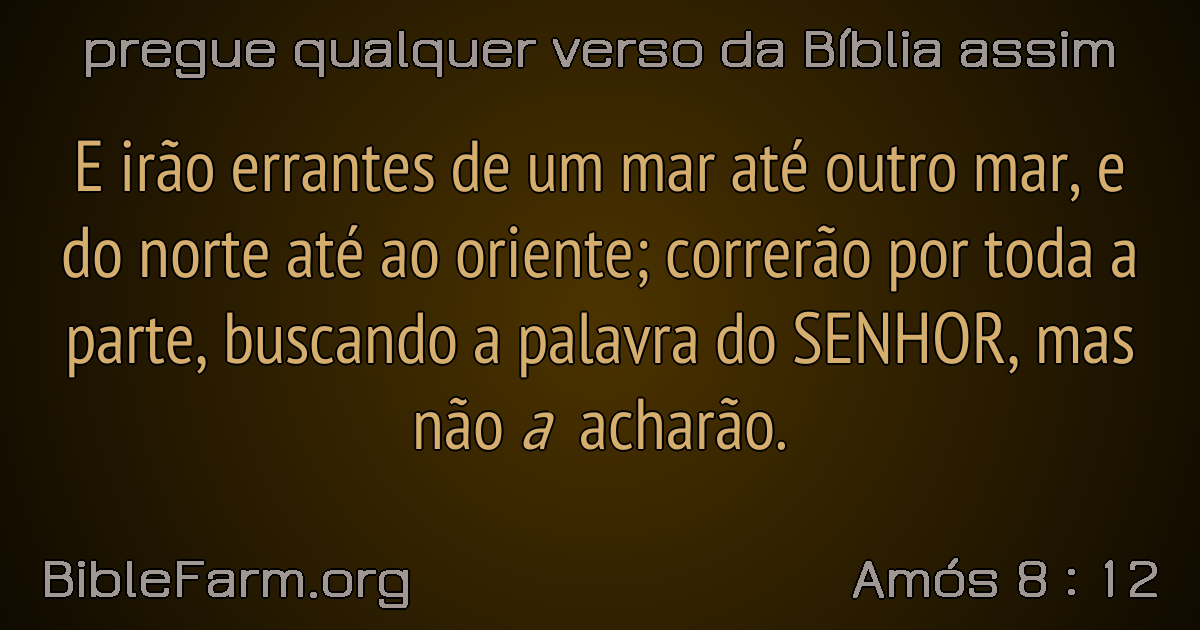 pregue qualquer verso da Bíblia assim
E irão errantes de um mar até outro mar, e
do norte até ao oriente; correrão por toda a
parte, buscando a palavra do SENHOR, mas
não a acharão.
BibleFarm.org
Amós 8 : 12